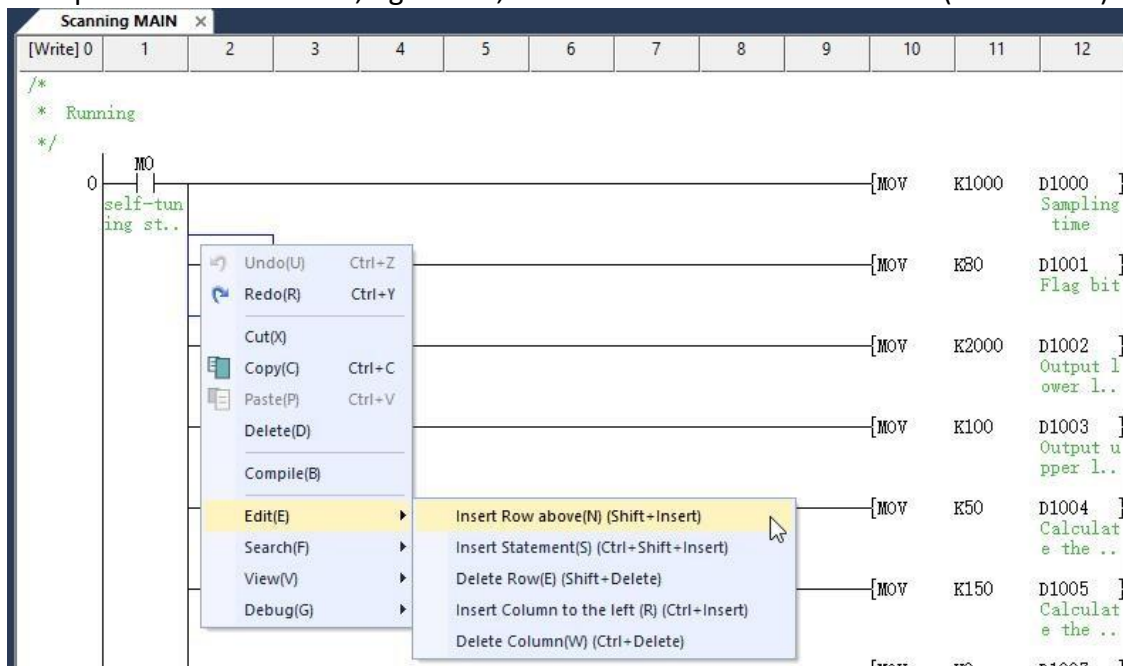 Scanning MAIN ×
[Write] 0 1 2 3 4 5 6 7 8 9 10 11 12
/*
* Running
*/
M0
0 [MOV K1000 D1000 ]
self-tun Sampling
ing st.. time
[MOV K80 D1001 ]
Flag bit
[MOV K2000 D1002 ]
Output l
ower l..
[MOV K100 D1003 ]
Output u
pper l..
[MOV K50 D1004 ]
Calculat
e the ..
[MOV K150 D1005 ]
Calculat
e the ..
Undo(U) Ctrl+Z
Redo(R) Ctrl+Y
Cut(X)
Copy(C) Ctrl+C
Paste(P) Ctrl+V
Delete(D)
Compile(B)
Edit(E)
Search(F)
View(V)
Debug(G)
Insert Row above(N) (Shift+Insert)
Insert Statement(S) (Ctrl+Shift+Insert)
Delete Row(E) (Shift+Delete)
Insert Column to the left (R) (Ctrl+Insert)
Delete Column(W) (Ctrl+Delete)